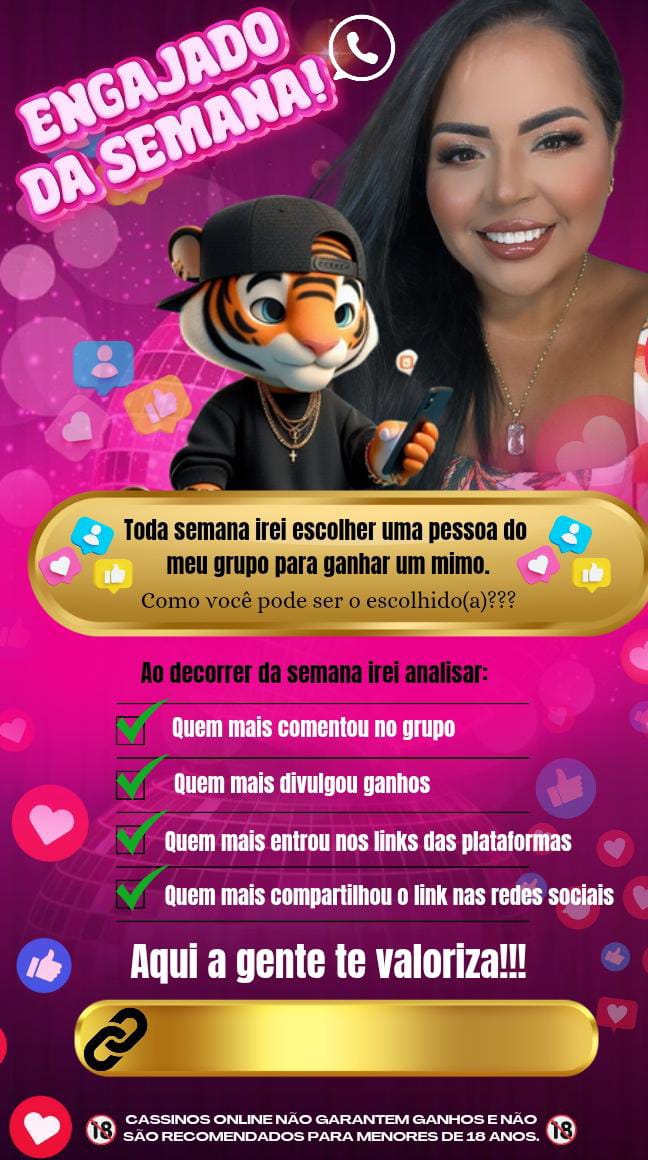 ENGAJADO
DA SEMANA!
Toda semana irei escolher uma pessoa do
meu grupo para ganhar um mimo.
Como você pode ser o escolhido(a)???
Ao decorrer da semana irei analisar:
Quem mais comentou no grupo
Quem mais divulgou ganhos
Quem mais entrou nos links das plataformas
Quem mais compartilhou o link nas redes sociais
Aqui a gente te valoriza!!!
18 CASSINOS ONLINE NÃO GARANTEM GANHOS E NÃO 18
SÃO RECOMENDADOS PARA MENORES DE 18 ANOS.